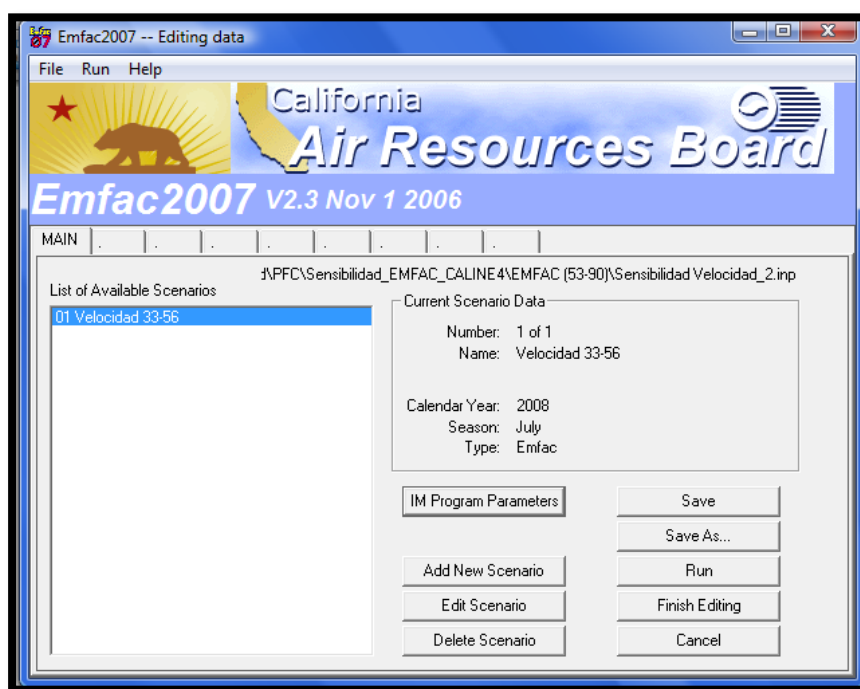 Emfac2007 -- Editing data
File Run Help
California
Air Resources Board
Emfac2007 V2.3 Nov 1 2006
MAIN . . . . . . . .
List of Available Scenarios
d\PFC\Sensibilidad_EMFAC_CALINE4\EMFAC (53-90)\Sensibilidad Velocidad_2.inp
01 Velocidad 33-56
Current Scenario Data
Number: 1 of 1
Name: Velocidad 33-56
Calendar Year: 2008
Season: July
Type: Emfac
IM Program Parameters
Save
Save As...
Add New Scenario
Run
Edit Scenario
Finish Editing
Delete Scenario
Cancel